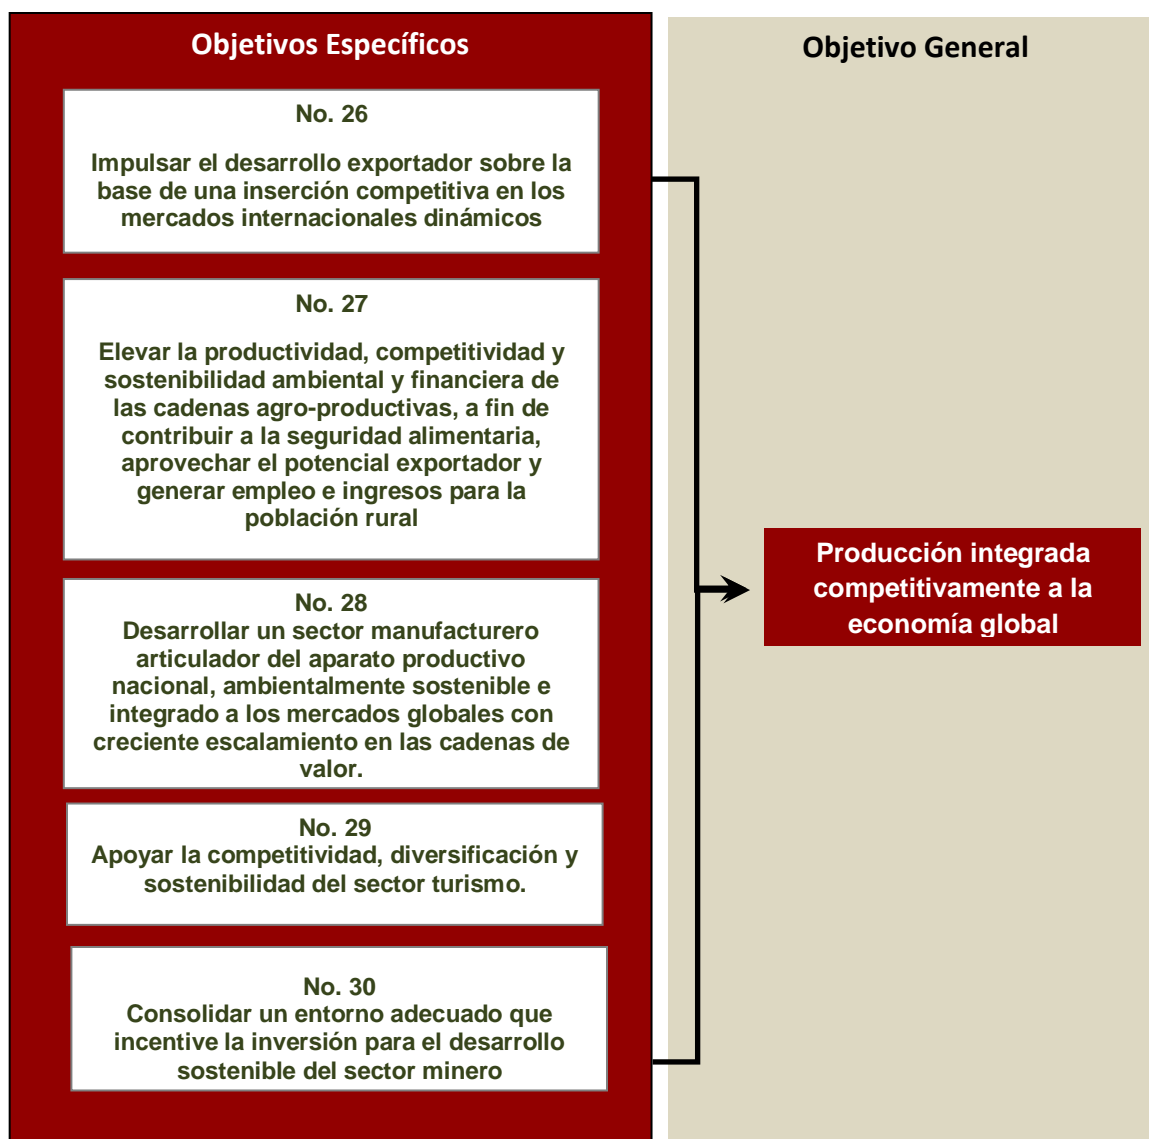 Objetivos Específicos
No. 26
Impulsar el desarrollo exportador sobre la
base de una inserción competitiva en los
mercados internacionales dinámicos
No. 27
Elevar la productividad, competitividad y
sostenibilidad ambiental y financiera de
las cadenas agro-productivas, a fin de
contribuir a la seguridad alimentaria,
aprovechar el potencial exportador y
generar empleo e ingresos para la
población rural
No. 28
Desarrollar un sector manufacturero
articulador del aparato productivo
nacional, ambientalmente sostenible e
integrado a los mercados globales con
creciente escalamiento en las cadenas de
valor.
No. 29
Apoyar la competitividad, diversificación y
sostenibilidad del sector turismo.
No. 30
Consolidar un entorno adecuado que
incentive la inversión para el desarrollo
sostenible del sector minero
Objetivo General
Producción integrada
competitivamente a la
economía global